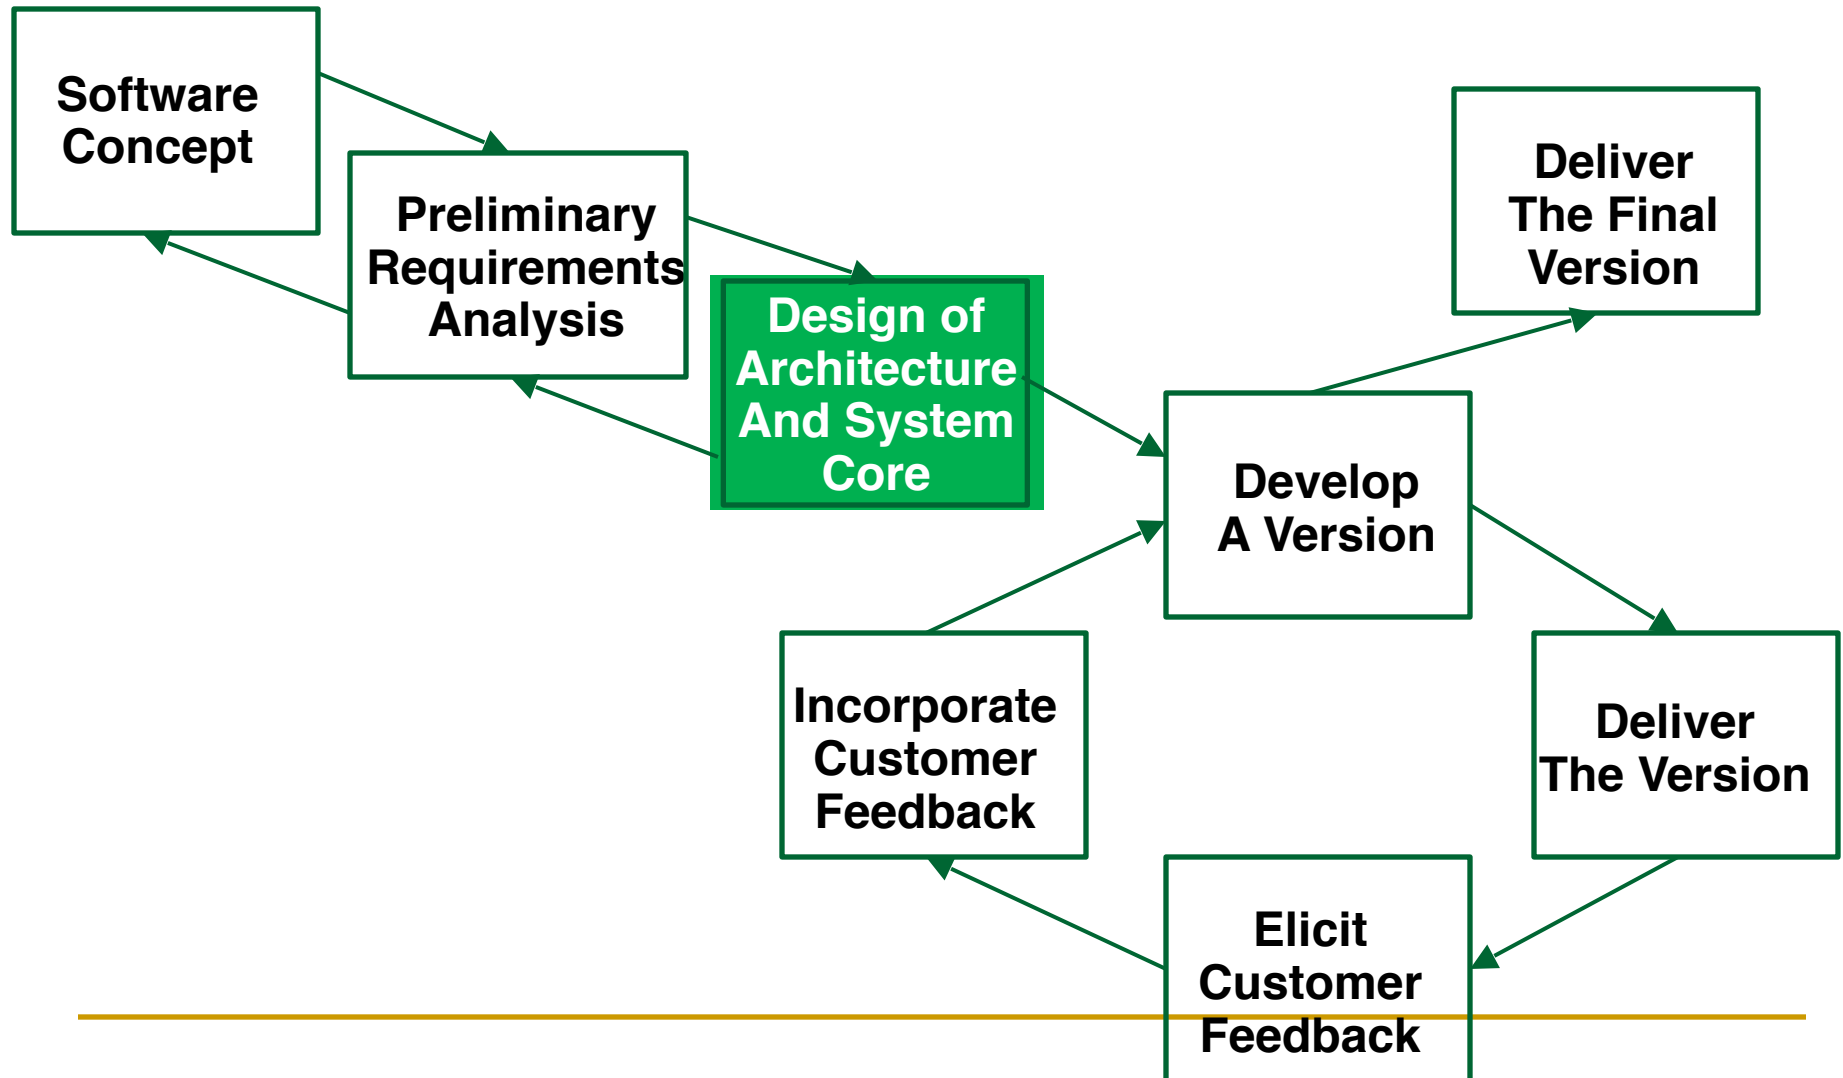 Software
Concept
Preliminary
Requirements
Analysis
Design of
Architecture
And System
Core
Develop
A Version
Deliver
The Final
Version
Deliver
The Version
Elicit
Customer
Feedback
Incorporate
Customer
Feedback